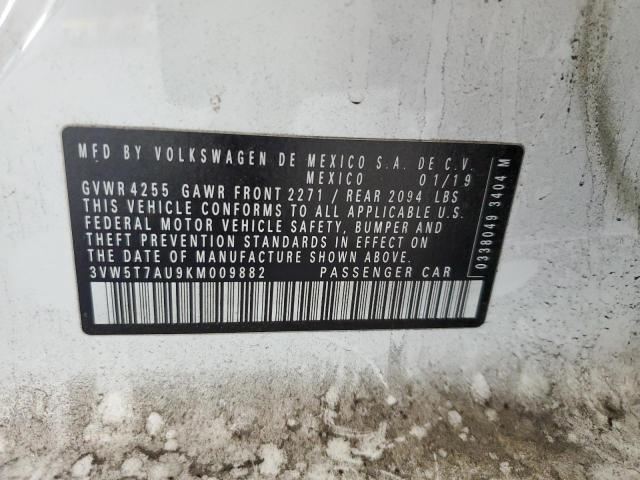 MFD BY VOLKSWAGEN DE MEXICO S.A. DE C.V.
MEXICO 01/19
GVWR 4255 GAWR FRONT 2271 / REAR 2094 LBS
THIS VEHICLE CONFORMS TO ALL APPLICABLE U.S.
FEDERAL MOTOR VEHICLE SAFETY, BUMPER AND
THEFT PREVENTION STANDARDS IN EFFECT ON
THE DATE OF MANUFACTURE SHOWN ABOVE.
3VW5T7AU9KM009882 PASSENGER CAR
0338049 3404 M